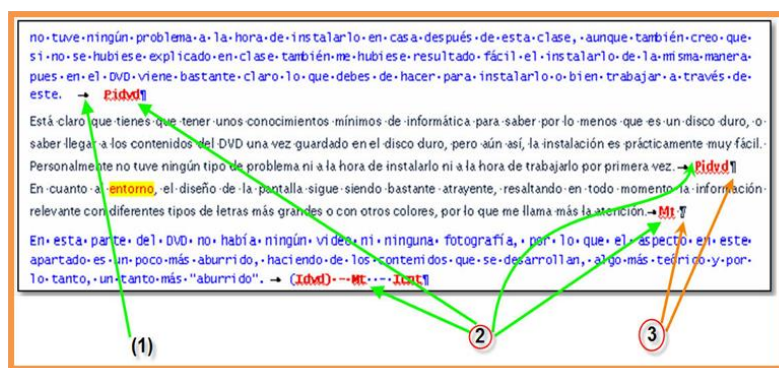 no tuve ningún problema a la hora de instalarlo en casa después de esta clase, aunque también creo que
si no se hubiese explicado en clase también me hubiese resultado fácil el instalarlo de la misma manera
pues en el DVD viene bastante claro lo que debes de hacer para instalarlo o bien trabajar a través de
este. → Pidvd¶
Está claro que tienes que tener unos conocimientos mínimos de informática para saber por lo menos que es un disco duro, o
saber llegar a los contenidos del DVD una vez guardado en el disco duro, pero aún así, la instalación es prácticamente muy fácil.
Personalmente no tuve ningún tipo de problema ni a la hora de instalarlo ni a la hora de trabajarlo por primera vez. → Pidvd¶
En cuanto al entorno, el diseño de la pantalla sigue siendo bastante atrayente, resaltando en todo momento la información
relevante con diferentes tipos de letras más grandes o con otros colores, por lo que me llama más la atención. → Mt ¶
En esta parte del DVD no había ningún video ni ninguna fotografía, por lo que el aspecto en este
apartado es un poco más aburrido, haciendo de los contenidos que se desarrollan, algo más teórico y por
lo tanto, un tanto más "aburrido". → (Idvd) - Mt - Icnt¶
(1) 2 3